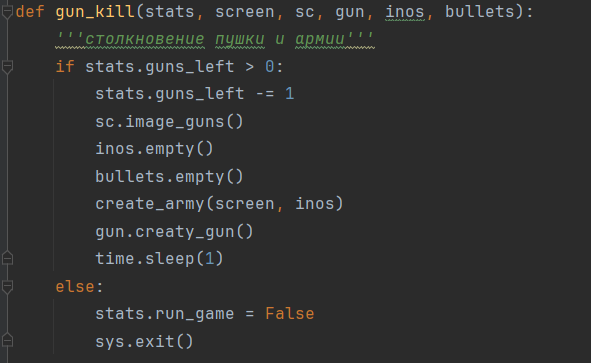 def gun_kill(stats, screen, sc, gun, inos, bullets):
    '''столкновение пушки и армии'''
    if stats.guns_left > 0:
        stats.guns_left -= 1
        sc.image_guns()
        inos.empty()
        bullets.empty()
        create_army(screen, inos)
        gun.creaty_gun()
        time.sleep(1)
    else:
        stats.run_game = False
        sys.exit()